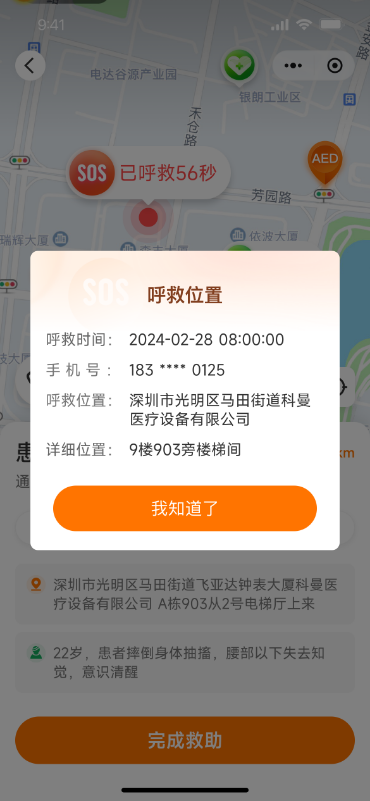 9:41
电达谷源产业园
银朗工业区
禾仓路
AED
SOS 已呼救56秒
芳园路
瑞辉大厦
依波大厦
SOS
呼救位置
呼救时间： 2024-02-28 08:00:00
手机号： 183 **** 0125
呼救位置： 深圳市光明区马田街道科曼
医疗设备有限公司
详细位置： 9楼903旁楼梯间
患
km
通
我知道了
深圳市光明区马田街道飞亚达钟表大厦科曼医
疗设备有限公司 A栋903从2号电梯厅上来
22岁，患者摔倒身体抽搐，腰部以下失去知
觉，意识清醒
完成救助